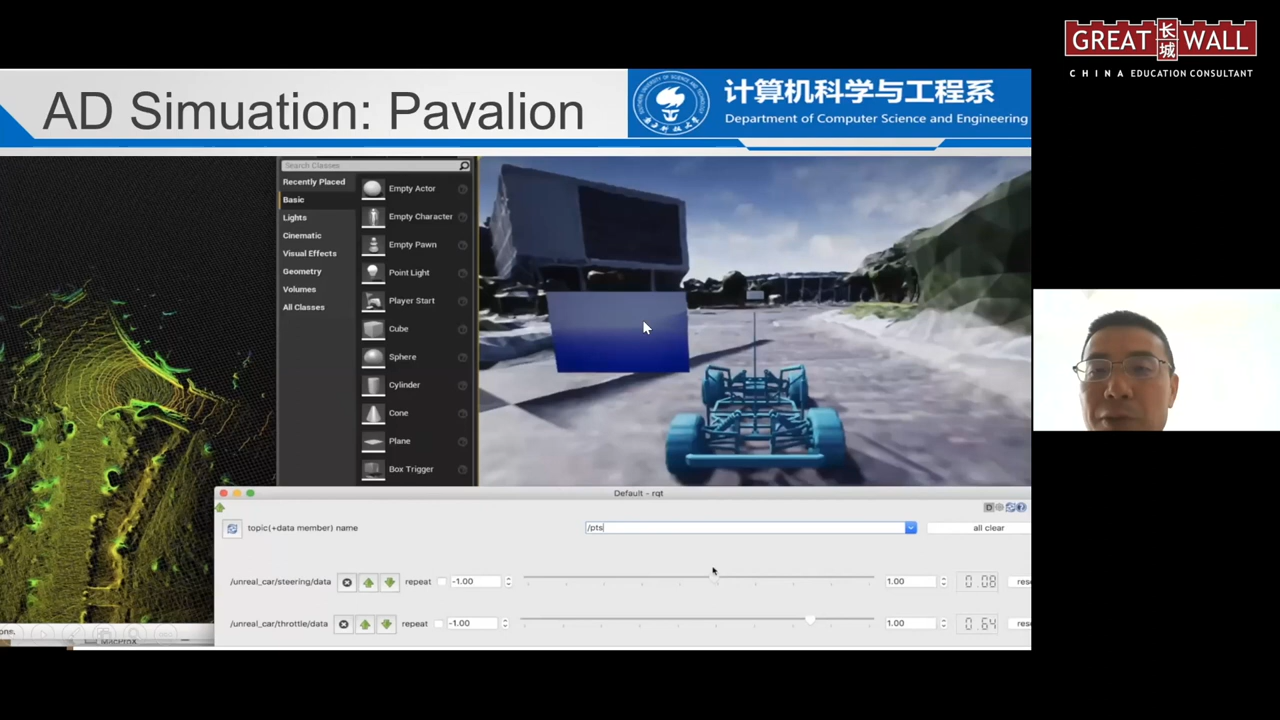 GREAT 长城 WALL
CHINA EDUCATION CONSULTANT
AD Simuation: Pavalion
计算机科学与工程系
Department of Computer Science and Engineering
Search Classes
Recently Placed
Basic
Lights
Cinematic
Visual Effects
Geometry
Volumes
All Classes
Empty Actor
Empty Character
Empty Pawn
Point Light
Player Start
Cube
Sphere
Cylinder
Cone
Plane
Box Trigger
Default - rqt
D
topic(+data member) name
/pts
all clear
/unreal_car/steering/data repeat -1.00 1.00 0.08 res
/unreal_car/throttle/data repeat -1.00 1.00 0.64 res
ons.
MacProX